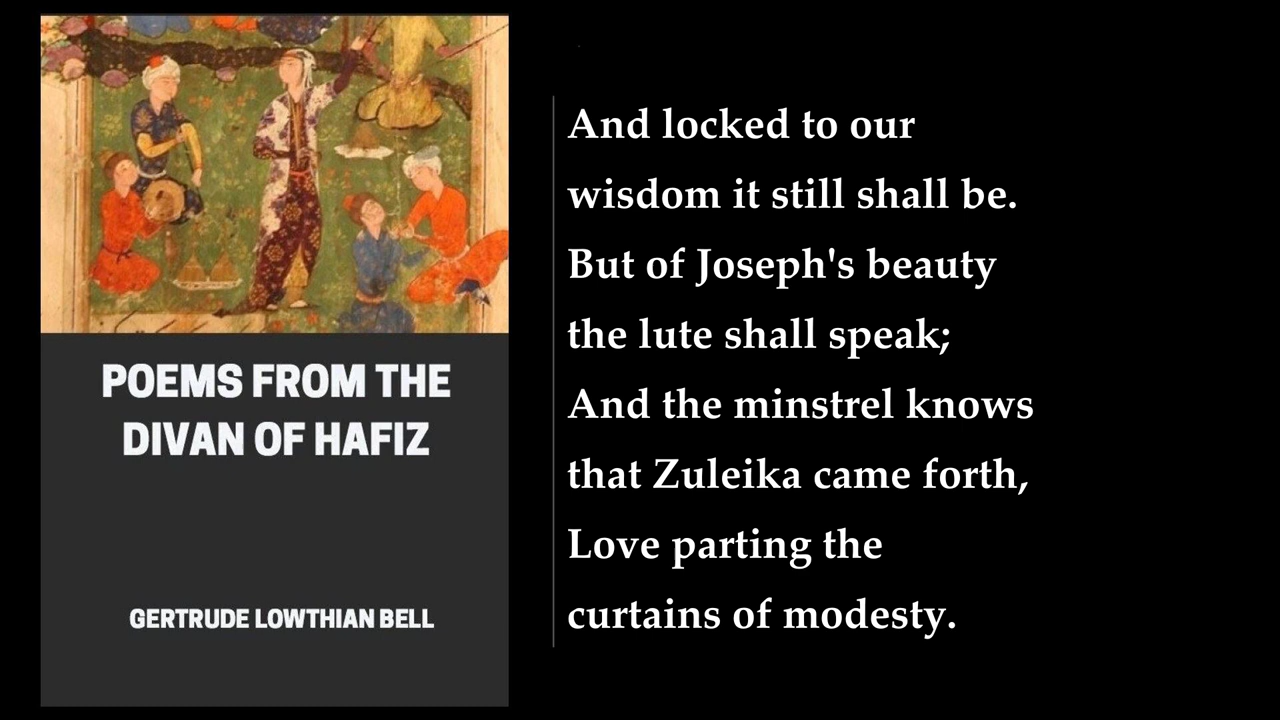 POEMS FROM THE
DIVAN OF HAFIZ
GERTRUDE LOWTHIAN BELL
And locked to our
wisdom it still shall be.
But of Joseph's beauty
the lute shall speak;
And the minstrel knows
that Zuleika came forth,
Love parting the
curtains of modesty.